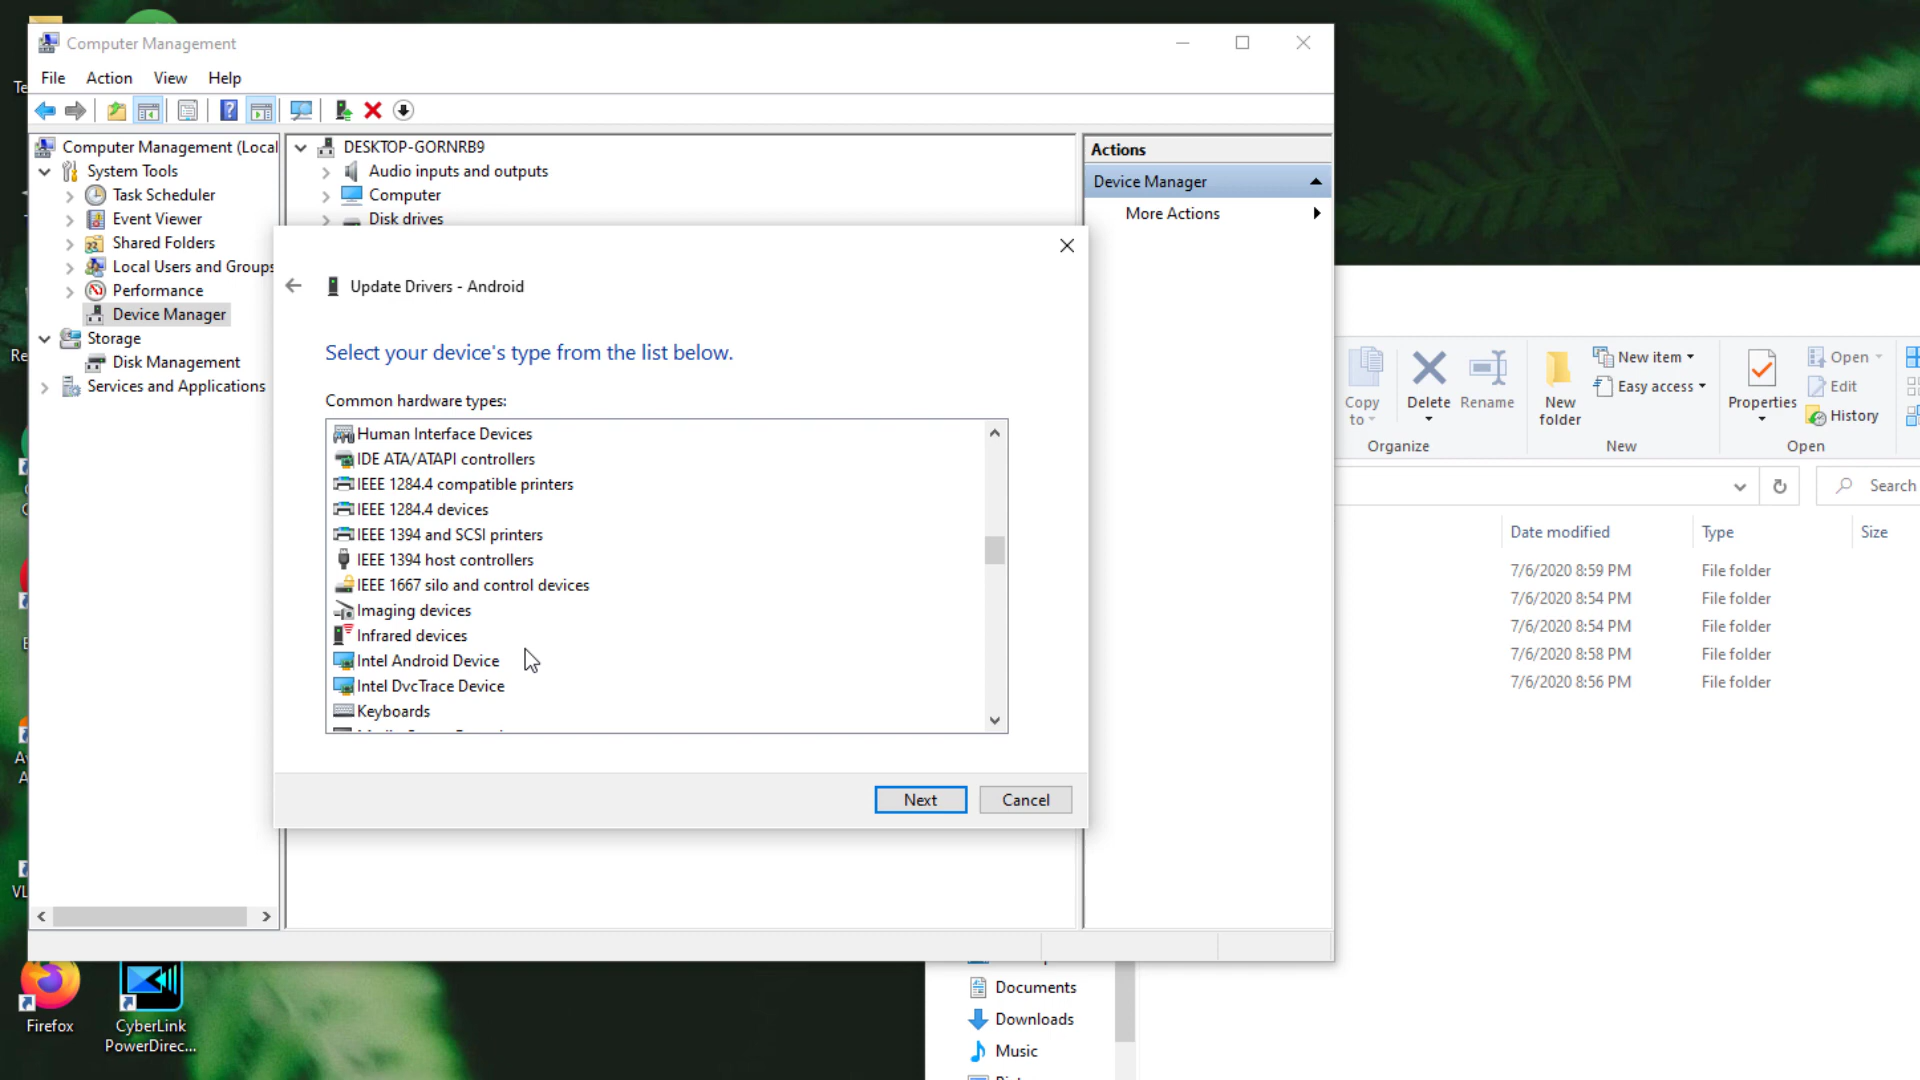 Computer Management
File Action View Help
Computer Management (Local
System Tools
Task Scheduler
Event Viewer
Shared Folders
Local Users and Groups
Performance
Device Manager
Storage
Disk Management
Services and Applications
DESKTOP-GORNRB9
Audio inputs and outputs
Computer
Disk drives
Actions
Device Manager
More Actions
Update Drivers - Android
Select your device's type from the list below.
Common hardware types:
Human Interface Devices
IDE ATA/ATAPI controllers
IEEE 1284.4 compatible printers
IEEE 1284.4 devices
IEEE 1394 and SCSI printers
IEEE 1394 host controllers
IEEE 1667 silo and control devices
Imaging devices
Infrared devices
Intel Android Device
Intel DvcTrace Device
Keyboards
Next
Cancel
Copy
to
Delete
Rename
Organize
New
folder
New item
Easy access
New
Properties
Open
Edit
History
Open
Search
Date modified Type Size
7/6/2020 8:59 PM File folder
7/6/2020 8:54 PM File folder
7/6/2020 8:54 PM File folder
7/6/2020 8:58 PM File folder
7/6/2020 8:56 PM File folder
Documents
Downloads
Music
Firefox
CyberLink
PowerDirec...
Te
Re
VL